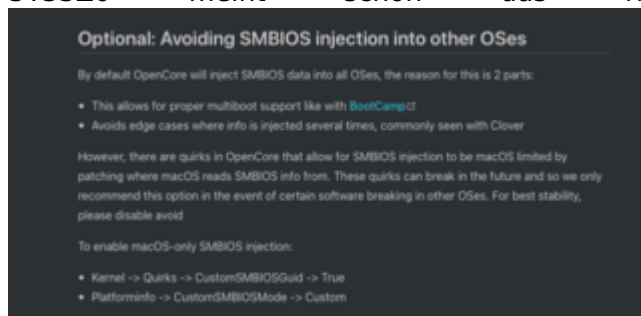 Optional: Avoiding SMBIOS injection into other OSes
By default OpenCore will inject SMBIOS data into all OSes, the reason for this is 2 parts:
• This allows for proper multiboot support like with BootCamp
• Avoids edge cases where info is injected several times, commonly seen with Clover
However, there are quirks in OpenCore that allow for SMBIOS injection to be macOS limited by
patching where macOS reads SMBIOS info from. These quirks can break in the future and so we only
recommend this option in the event of certain software breaking in other OSes. For best stability,
please disable avoid
To enable macOS-only SMBIOS injection:
• Kernel -> Quirks -> CustomSMBIOSGuid -> True
• Platforminfo -> CustomSMBIOSMode -> Custom